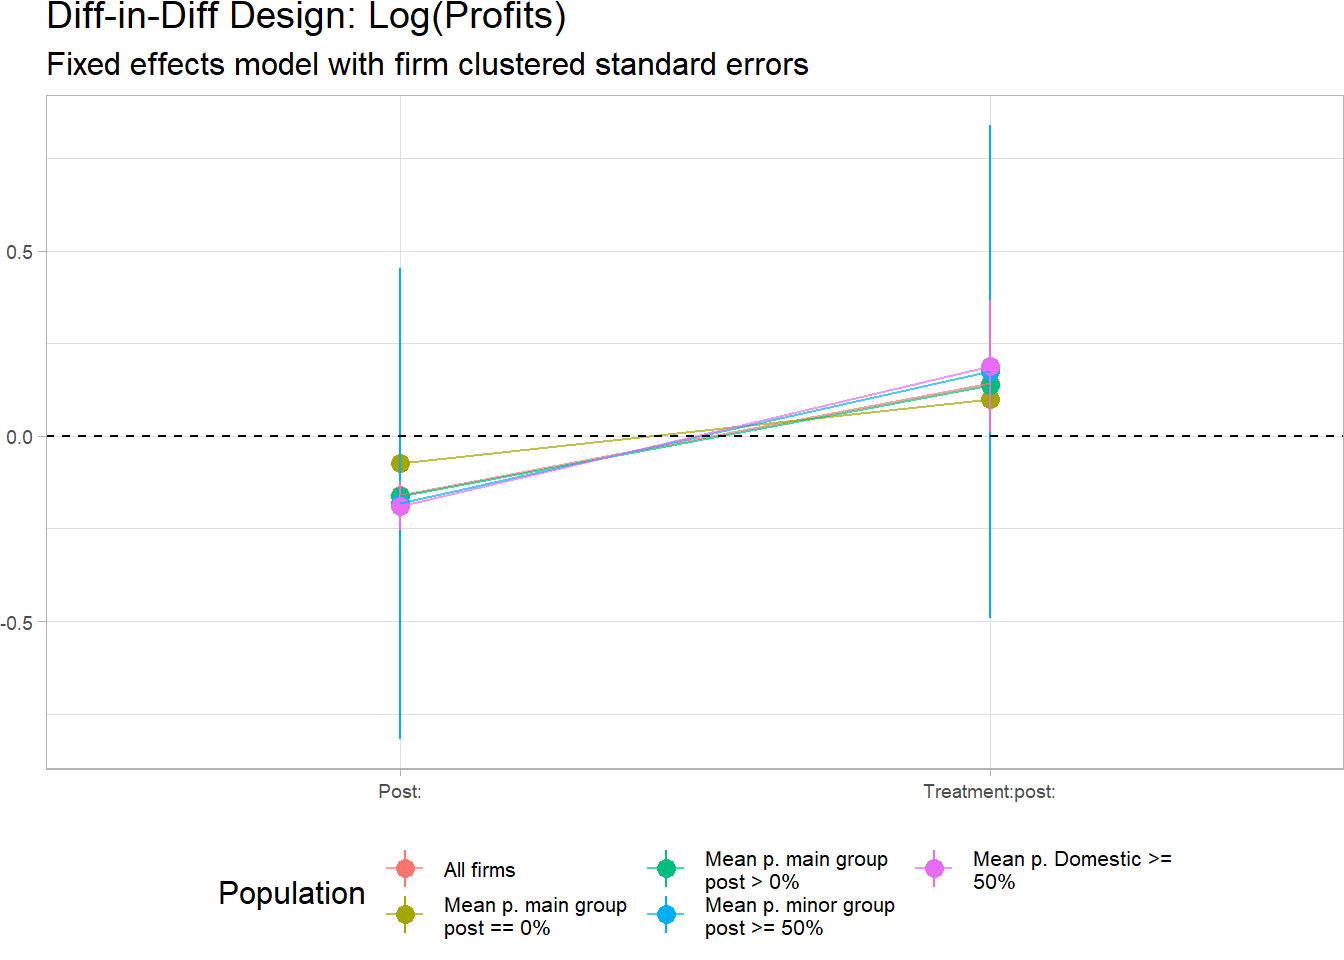 Diff-in-Diff Design: Log(Profits)
Fixed effects model with firm clustered standard errors
0.5
0.0
-0.5
Post:
Treatment:post:
Population
All firms
Mean p. main group
post == 0%
Mean p. main group
post > 0%
Mean p. minor group
post >= 50%
Mean p. Domestic >=
50%